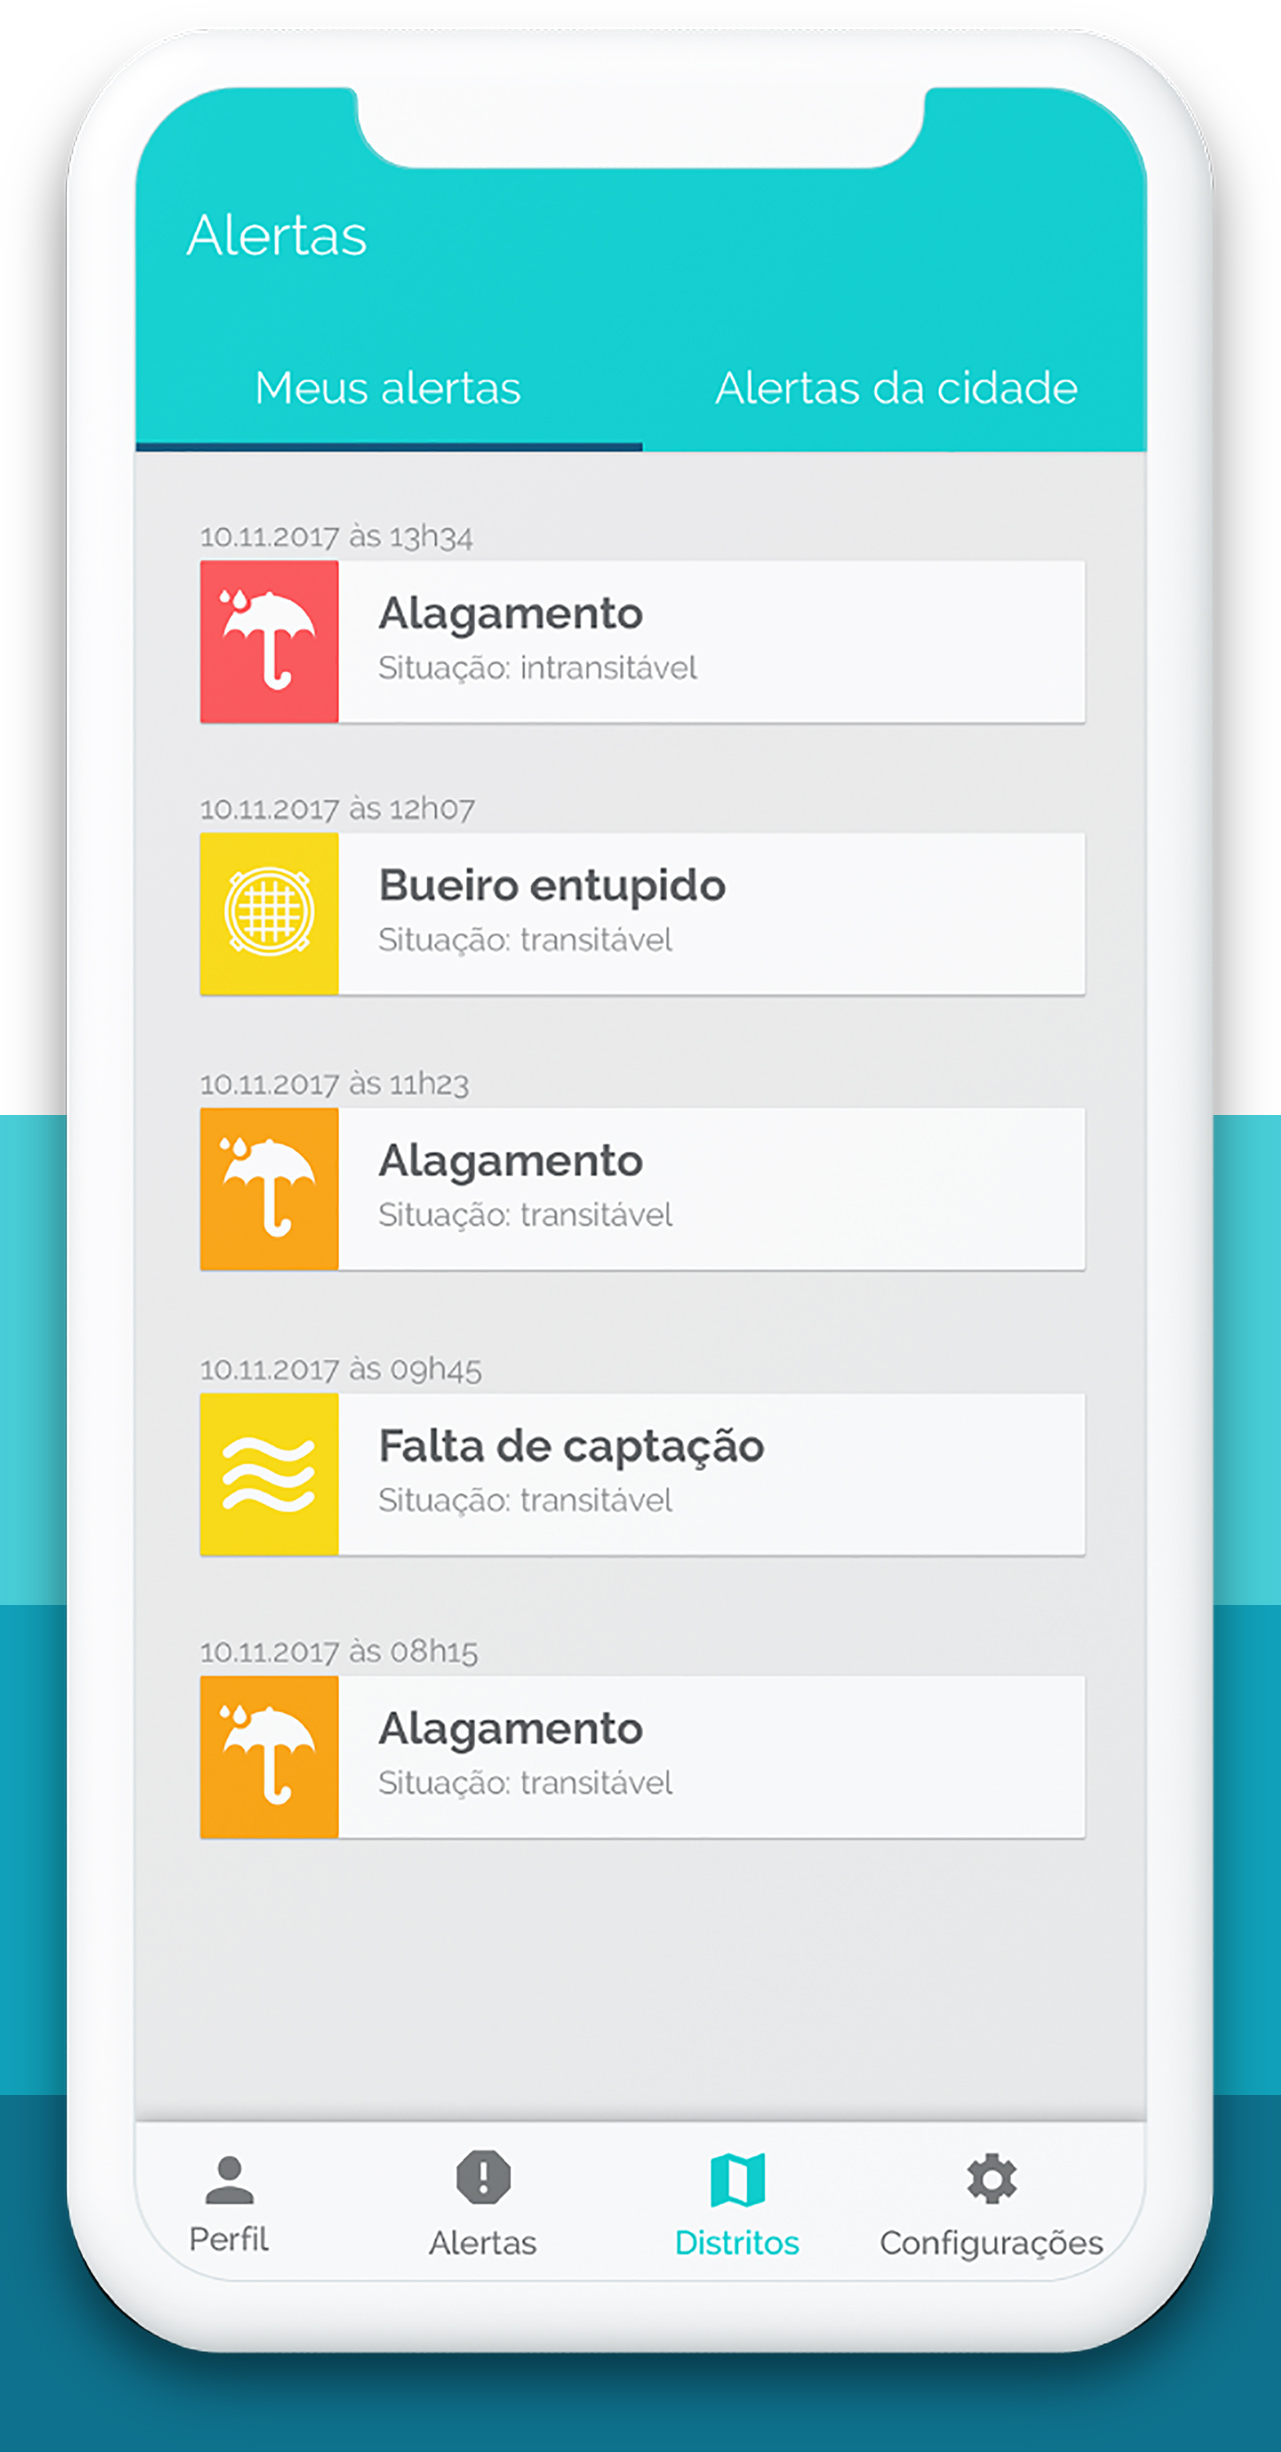 Alertas
Meus alertas
Alertas da cidade
10.11.2017 às 13h34
Alagamento
Situação: intransitável
10.11.2017 às 12h07
Bueiro entupido
Situação: transitável
10.11.2017 às 11h23
Alagamento
Situação: transitável
10.11.2017 às 09h45
Falta de captação
Situação: transitável
10.11.2017 às 08h15
Alagamento
Situação: transitável
Perfil
Alertas
Distritos
Configurações